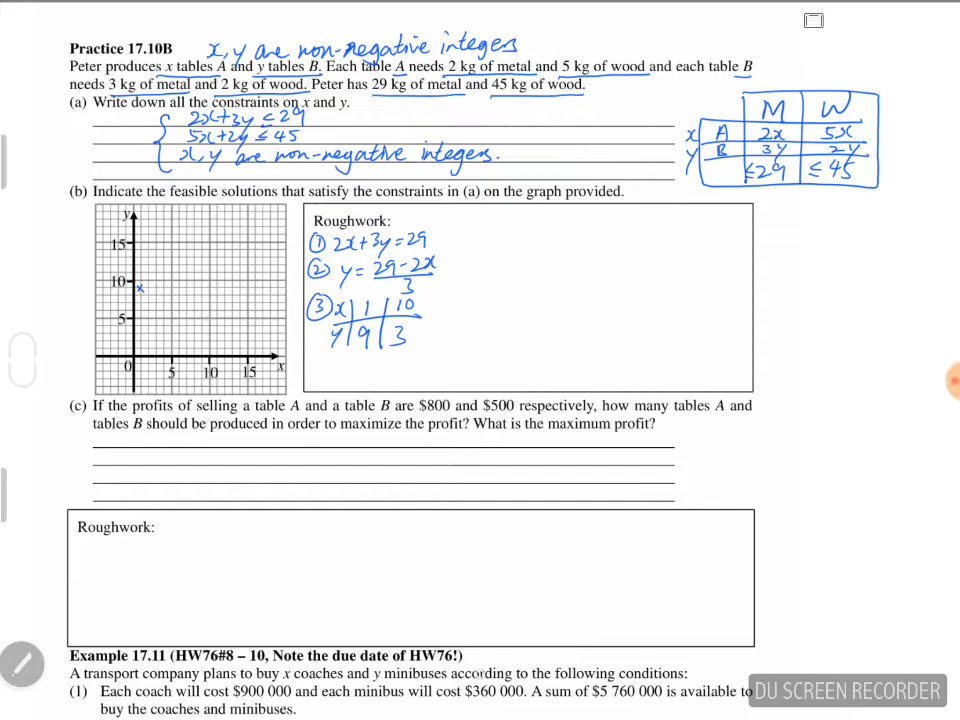 Practice 17.10B x, y are non-negative integers
Peter produces x tables A and y tables B. Each table A needs 2 kg of metal and 5 kg of wood and each table B
needs 3 kg of metal and 2 kg of wood. Peter has 29 kg of metal and 45 kg of wood.
(a) Write down all the constraints on x and y.
2x+3y ≤ 29
5x+2y ≤ 45
x, y are non-negative integers.
M W
x A 2x 5x
y B 3y 2y
≤29 ≤45
(b) Indicate the feasible solutions that satisfy the constraints in (a) on the graph provided.
y
15
10
x
5
0 5 10 15 x
Roughwork:
① 2x+3y=29
② y = 29-2x
3
③ x 1 10
y 9 3
(c) If the profits of selling a table A and a table B are $800 and $500 respectively, how many tables A and
tables B should be produced in order to maximize the profit? What is the maximum profit?
Roughwork:
Example 17.11 (HW76#8 – 10, Note the due date of HW76!)
A transport company plans to buy x coaches and y minibuses according to the following conditions:
(1) Each coach will cost $900 000 and each minibus will cost $360 000. A sum of $5 760 000 is available to
buy the coaches and minibuses.
DU SCREEN RECORDER